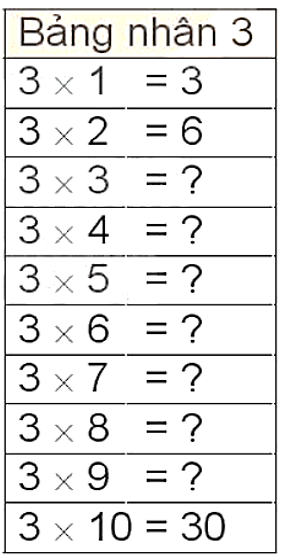 Bảng nhân 3
3 × 1 = 3
3 × 2 = 6
3 × 3 = ?
3 × 4 = ?
3 × 5 = ?
3 × 6 = ?
3 × 7 = ?
3 × 8 = ?
3 × 9 = ?
3 × 10 = 30